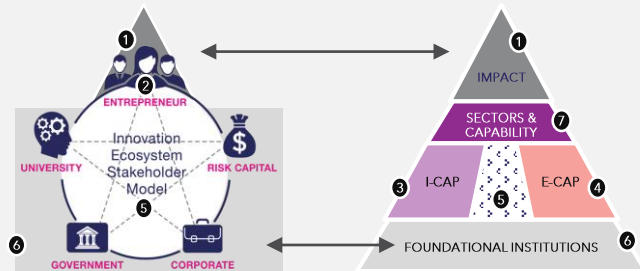 1
2
ENTREPRENEUR
Innovation
Ecosystem
Stakeholder
Model
UNIVERSITY
RISK CAPITAL
5
6
GOVERNMENT
CORPORATE
1
IMPACT
SECTORS &
CAPABILITY
7
3
I-CAP
5
E-CAP
4
FOUNDATIONAL INSTITUTIONS
6